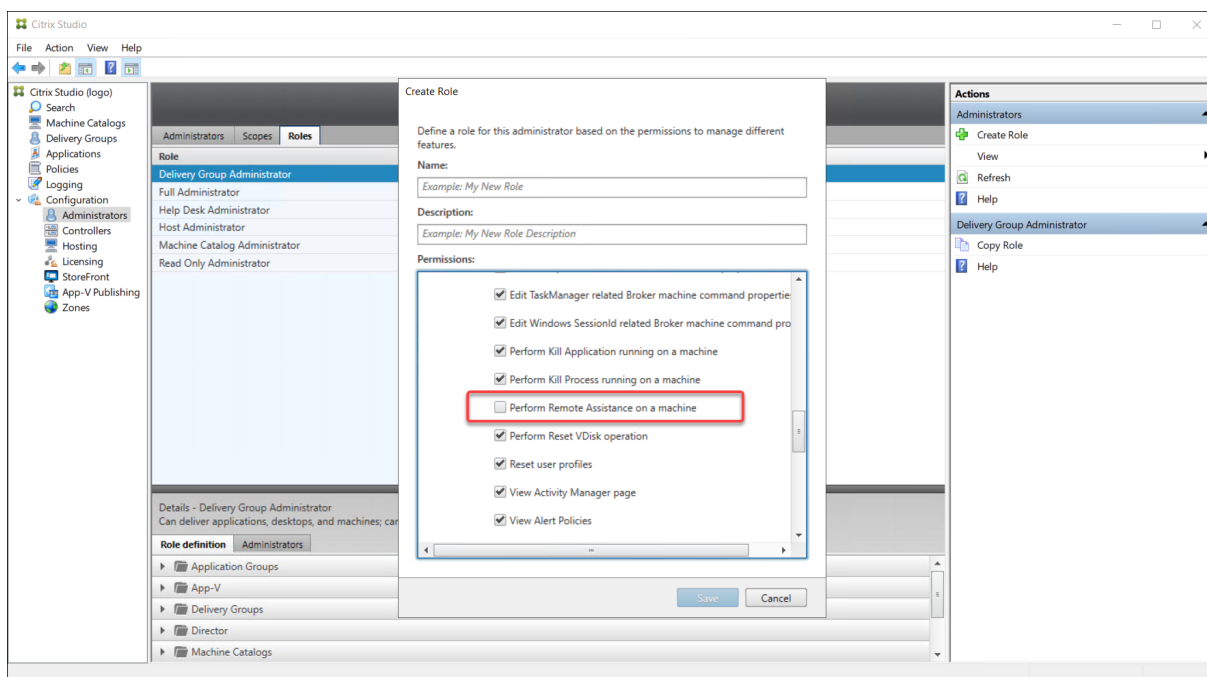 Citrix Studio
File Action View Help
Citrix Studio (logo)
Search
Machine Catalogs
Delivery Groups
Applications
Policies
Logging
Configuration
Administrators
Controllers
Hosting
Licensing
StoreFront
App-V Publishing
Zones
Administrators Scopes Roles
Role
Delivery Group Administrator
Full Administrator
Help Desk Administrator
Host Administrator
Machine Catalog Administrator
Read Only Administrator
Details - Delivery Group Administrator
Can deliver applications, desktops, and machines; car
Role definition Administrators
Application Groups
App-V
Delivery Groups
Director
Machine Catalogs
Create Role
Define a role for this administrator based on the permissions to manage different
features.
Name:
Example: My New Role
Description:
Example: My New Role Description
Permissions:
Edit TaskManager related Broker machine command propertie
Edit Windows SessionId related Broker machine command pro
Perform Kill Application running on a machine
Perform Kill Process running on a machine
Perform Remote Assistance on a machine
Perform Reset VDisk operation
Reset user profiles
View Activity Manager page
View Alert Policies
Save Cancel
Actions
Administrators
Create Role
View
Refresh
Help
Delivery Group Administrator
Copy Role
Help